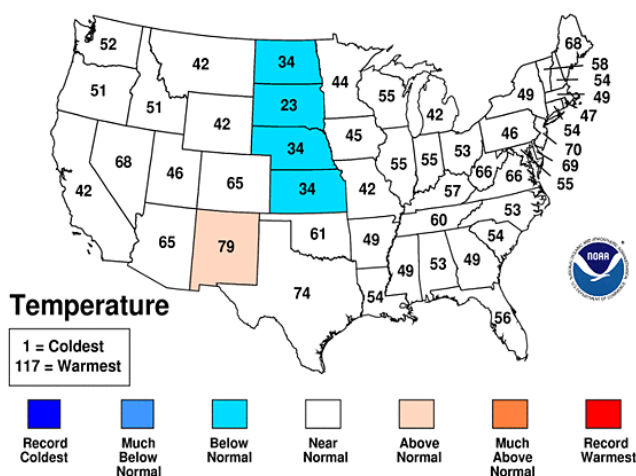 52
42
34
44
68
58
54
49
47
54
70
69
55
51
51
42
23
55
42
49
46
45
34
68
46
65
42
34
42
55
55
53
66
66
57
53
60
65
79
61
49
54
49
53
49
74
54
56
NOAA
Temperature
1 = Coldest
117 = Warmest
Record
Coldest
Much
Below
Normal
Below
Normal
Near
Normal
Above
Normal
Much
Above
Normal
Record
Warmest